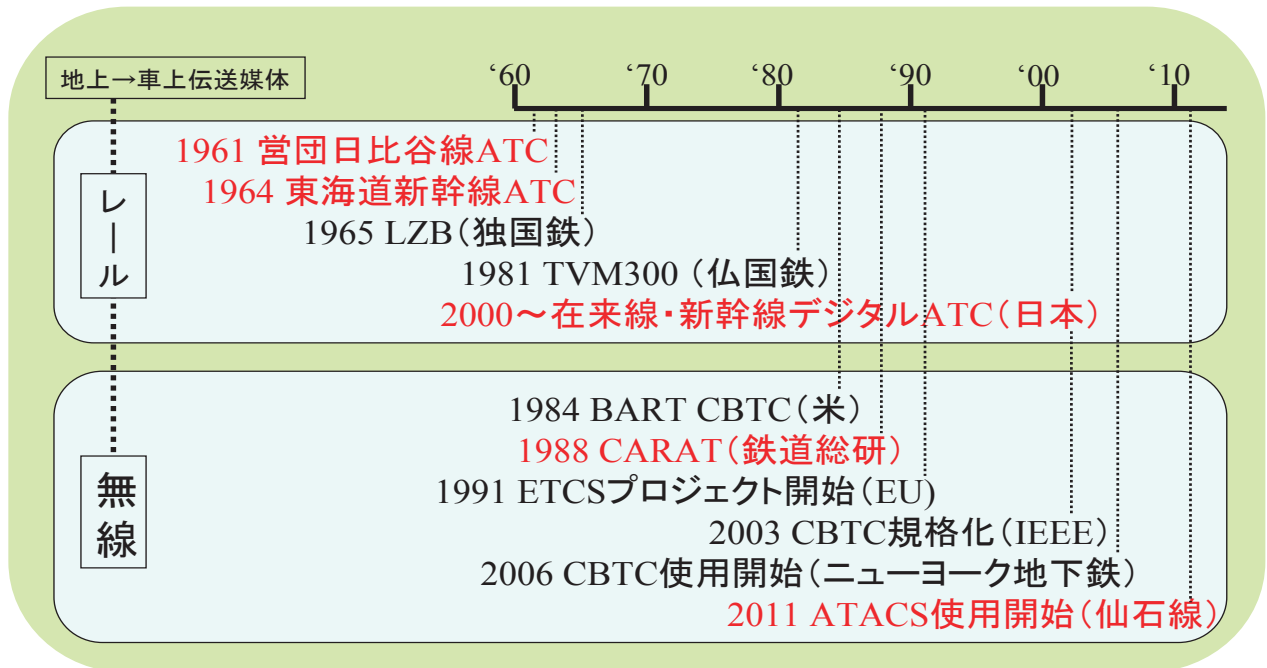 地上→車上伝送媒体
‘60 ‘70 ‘80 ‘90 ‘00 ‘10
レール
1961 営団日比谷線ATC
1964 東海道新幹線ATC
1965 LZB(独国鉄)
1981 TVM300 (仏国鉄)
2000～在来線・新幹線デジタルATC(日本)
無線
1984 BART CBTC(米)
1988 CARAT(鉄道総研)
1991 ETCSプロジェクト開始(EU)
2003 CBTC規格化(IEEE)
2006 CBTC使用開始(ニューヨーク地下鉄)
2011 ATACS使用開始(仙石線)